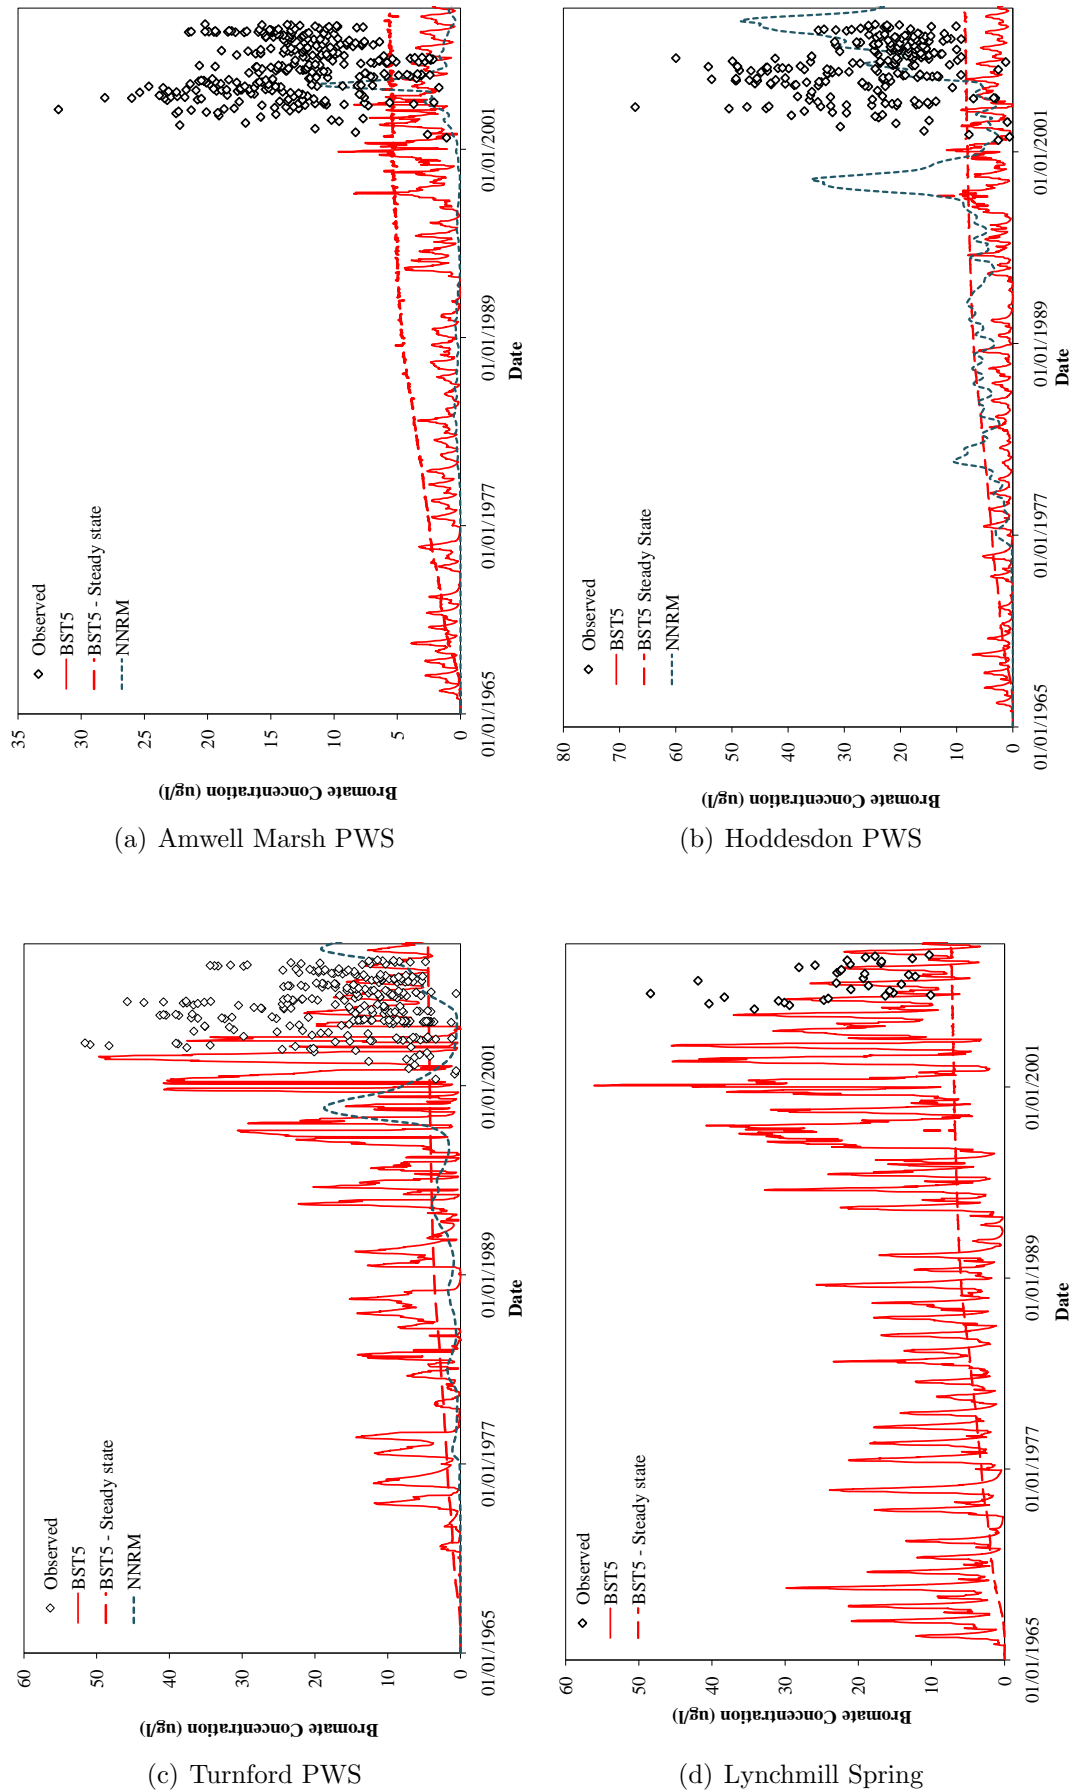 35
30
25
20
15
10
5
0
Bromate Concentration (ug/l)
Observed
BST5
BST5 - Steady state
NNRM
01/01/1965
01/01/1977
01/01/1989
01/01/2001
Date
(a) Amwell Marsh PWS
80
70
60
50
40
30
20
10
0
Bromate Concentration (ug/l)
Observed
BST5
BST5 Steady State
NNRM
01/01/1965
01/01/1977
01/01/1989
01/01/2001
Date
(b) Hoddesdon PWS
60
50
40
30
20
10
0
Bromate Concentration (ug/l)
Observed
BST5
BST5 - Steady state
NNRM
01/01/1965
01/01/1977
01/01/1989
01/01/2001
Date
(c) Turnford PWS
60
50
40
30
20
10
0
Bromate Concentration (ug/l)
Observed
BST5
BST5 - Steady state
01/01/1965
01/01/1977
01/01/1989
01/01/2001
Date
(d) Lynchmill Spring